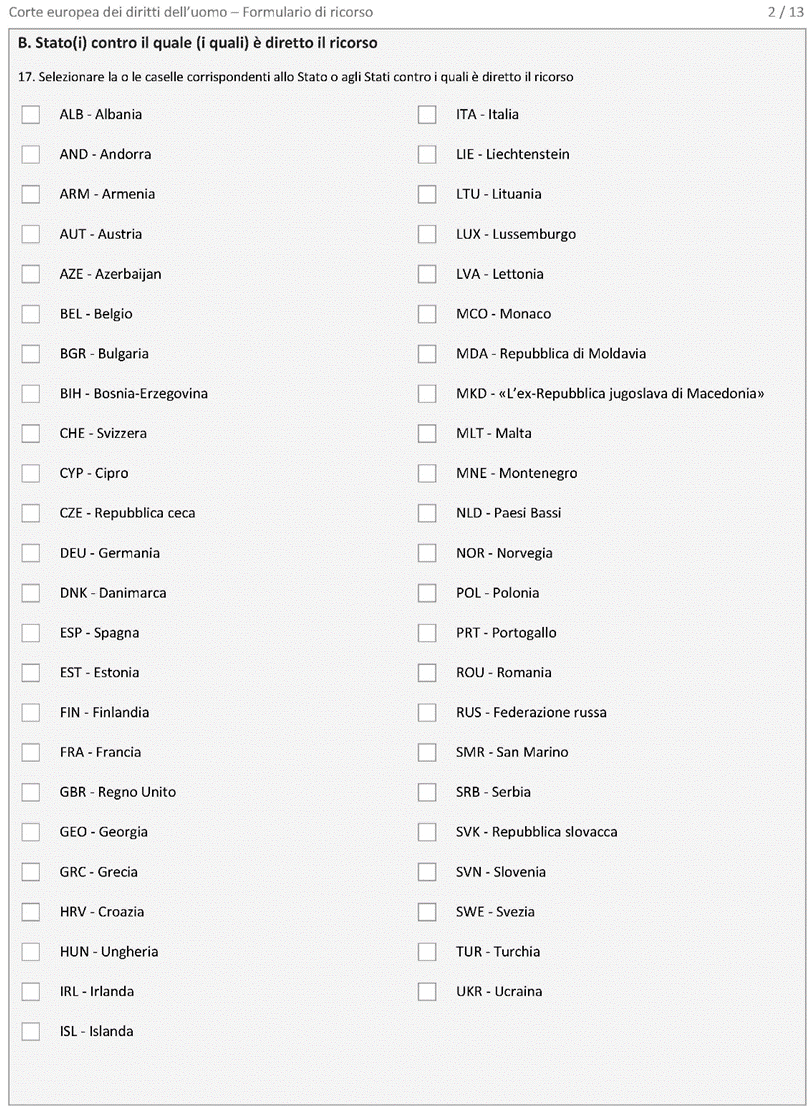 Corte europea dei diritti dell'uomo – Formulario di ricorso
2 / 13
B. Stato(i) contro il quale (i quali) è diretto il ricorso
17. Selezionare la o le caselle corrispondenti allo Stato o agli Stati contro i quali è diretto il ricorso
ALB - Albania
AND - Andorra
ARM - Armenia
AUT - Austria
AZE - Azerbaijan
BEL - Belgio
BGR - Bulgaria
BIH - Bosnia-Erzegovina
CHE - Svizzera
CYP - Cipro
CZE - Repubblica ceca
DEU - Germania
DNK - Danimarca
ESP - Spagna
EST - Estonia
FIN - Finlandia
FRA - Francia
GBR - Regno Unito
GEO - Georgia
GRC - Grecia
HRV - Croazia
HUN - Ungheria
IRL - Irlanda
ISL - Islanda
ITA - Italia
LIE - Liechtenstein
LTU - Lituania
LUX - Lussemburgo
LVA - Lettonia
MCO - Monaco
MDA - Repubblica di Moldavia
MKD - «L'ex-Repubblica jugoslava di Macedonia»
MLT - Malta
MNE - Montenegro
NLD - Paesi Bassi
NOR - Norvegia
POL - Polonia
PRT - Portogallo
ROU - Romania
RUS - Federazione russa
SMR - San Marino
SRB - Serbia
SVK - Repubblica slovacca
SVN - Slovenia
SWE - Svezia
TUR - Turchia
UKR - Ucraina